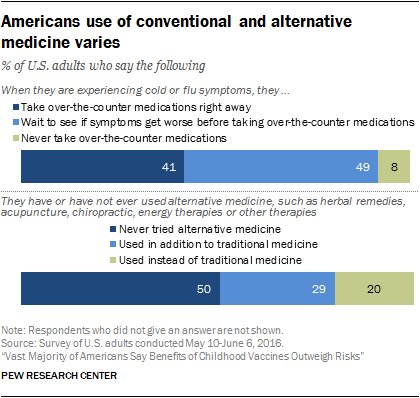 Americans use of conventional and alternative
medicine varies
% of U.S. adults who say the following
When they are experiencing cold or flu symptoms, they ...
Take over-the-counter medications right away
Wait to see if symptoms get worse before taking over-the-counter medications
Never take over-the-counter medications
41 49 8
They have or have not ever used alternative medicine, such as herbal remedies,
acupuncture, chiropractic, energy therapies or other therapies
Never tried alternative medicine
Used in addition to traditional medicine
Used instead of traditional medicine
50 29 20
Note: Respondents who did not give an answer are not shown.
Source: Survey of U.S. adults conducted May 10-June 6, 2016.
“Vast Majority of Americans Say Benefits of Childhood Vaccines Outweigh Risks”
PEW RESEARCH CENTER